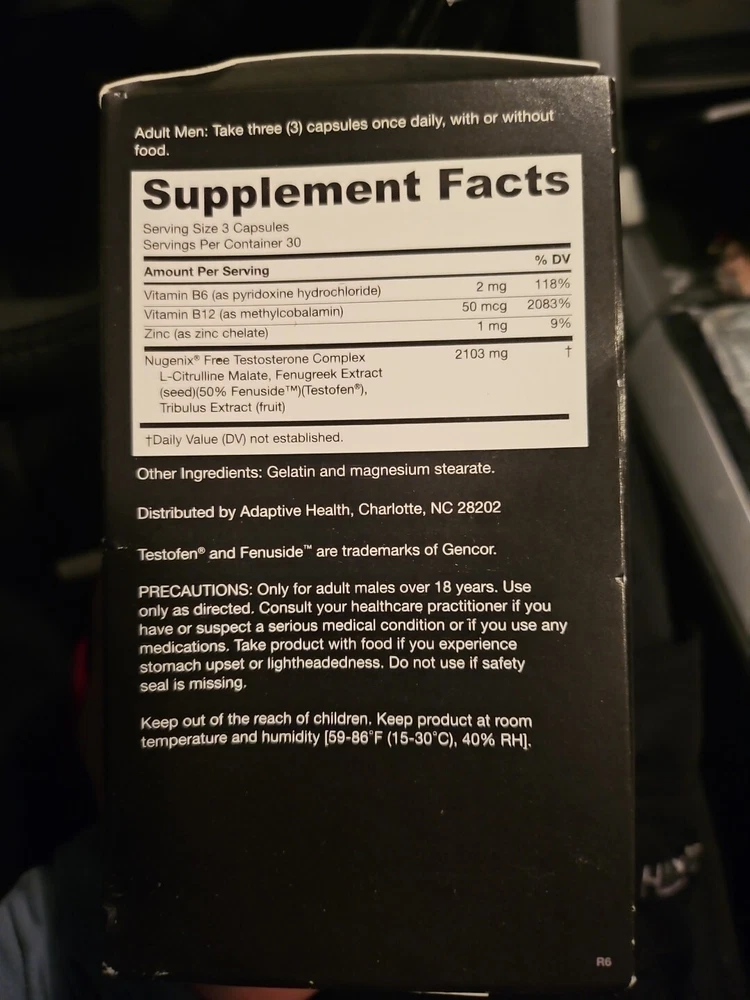 Adult Men: Take three (3) capsules once daily, with or without
food.
Supplement Facts
Serving Size 3 Capsules
Servings Per Container 30
% DV
Amount Per Serving
Vitamin B6 (as pyridoxine hydrochloride) 2 mg 118%
Vitamin B12 (as methylcobalamin) 50 mcg 2083%
Zinc (as zinc chelate) 1 mg 9%
Nugenix® Free Testosterone Complex 2103 mg †
L-Citrulline Malate, Fenugreek Extract
(seed)(50% Fenuside™)(Testofen®),
Tribulus Extract (fruit)
†Daily Value (DV) not established.
Other Ingredients: Gelatin and magnesium stearate.
Distributed by Adaptive Health, Charlotte, NC 28202
Testofen® and Fenuside™ are trademarks of Gencor.
PRECAUTIONS: Only for adult males over 18 years. Use
only as directed. Consult your healthcare practitioner if you
have or suspect a serious medical condition or if you use any
medications. Take product with food if you experience
stomach upset or lightheadedness. Do not use if safety
seal is missing.
Keep out of the reach of children. Keep product at room
temperature and humidity [59-86°F (15-30°C), 40% RH].
R6